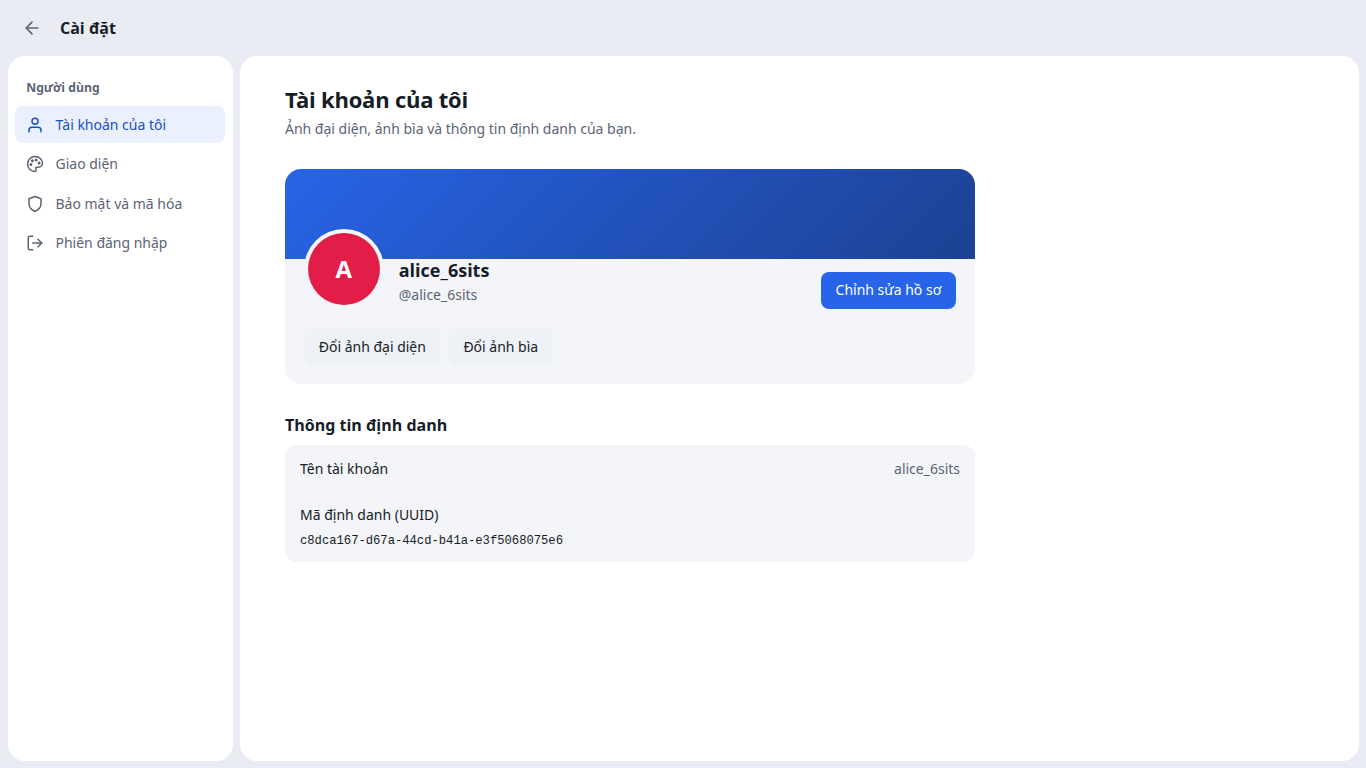 Cài đặt
Người dùng
Tài khoản của tôi
Giao diện
Bảo mật và mã hóa
Phiên đăng nhập
Tài khoản của tôi
Ảnh đại diện, ảnh bìa và thông tin định danh của bạn.
A
alice_6sits
@alice_6sits
Chỉnh sửa hồ sơ
Đổi ảnh đại diện
Đổi ảnh bìa
Thông tin định danh
Tên tài khoản
alice_6sits
Mã định danh (UUID)
c8dca167-d67a-44cd-b41a-e3f5068075e6